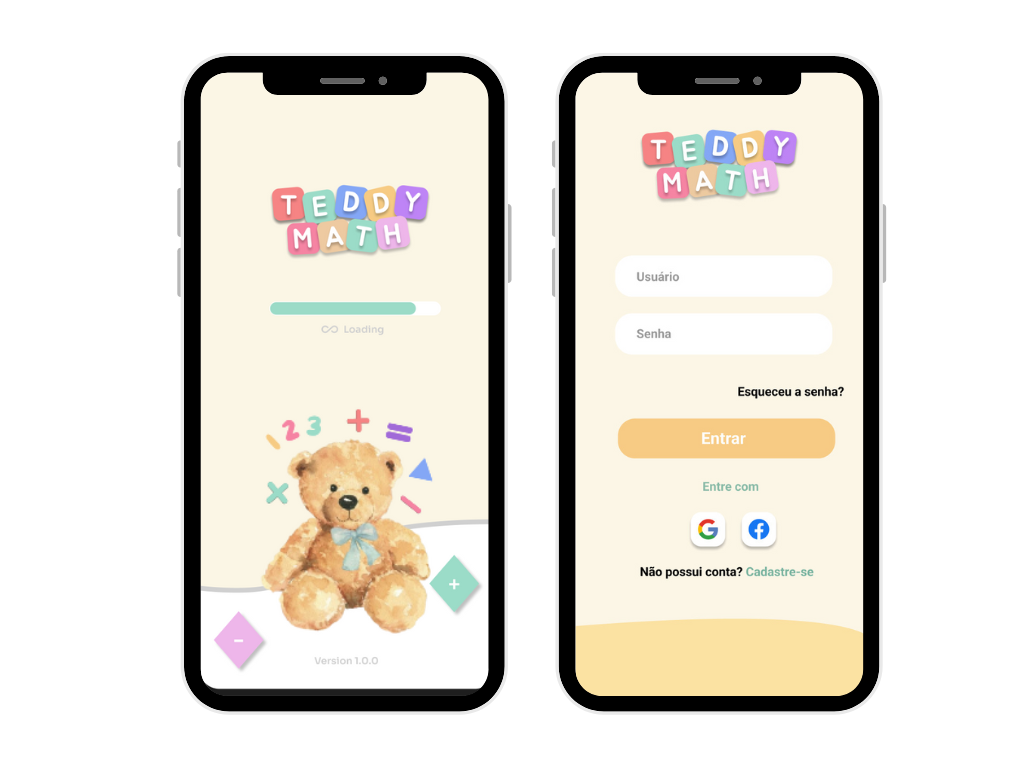 TEDDY
MATH
Loading
2 3 + =
×
+
−
Version 1.0.0
TEDDY
MATH
Usuário
Senha
Esqueceu a senha?
Entrar
Entre com
G f
Não possui conta? Cadastre-se